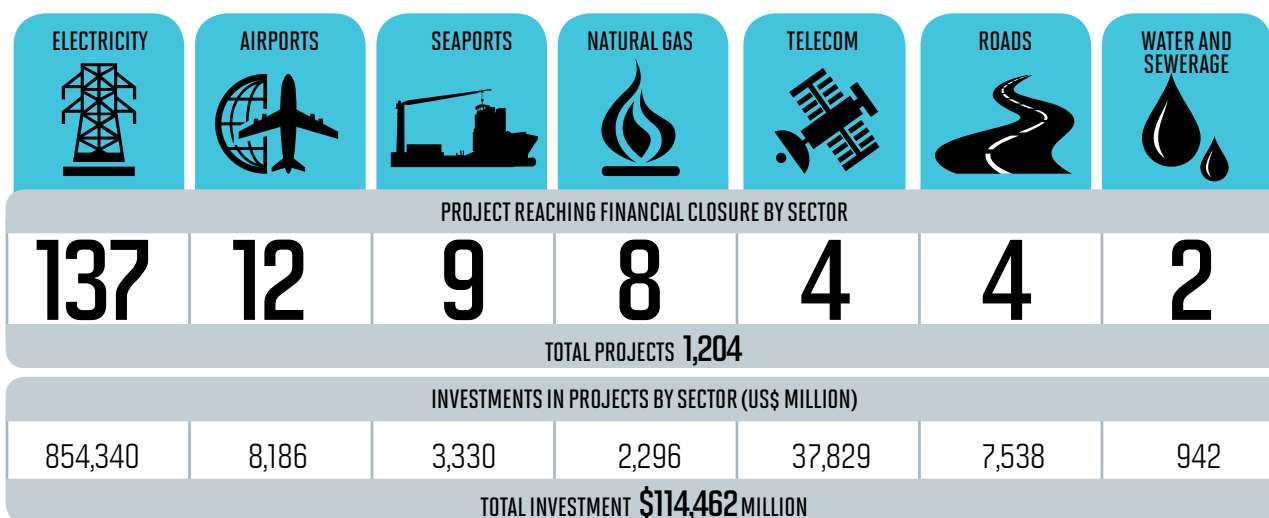 ELECTRICITY
AIRPORTS
SEAPORTS
NATURAL GAS
TELECOM
ROADS
WATER AND
SEWERAGE
PROJECT REACHING FINANCIAL CLOSURE BY SECTOR
137 12 9 8 4 4 2
TOTAL PROJECTS 1,204
INVESTMENTS IN PROJECTS BY SECTOR (US$ MILLION)
854,340 8,186 3,330 2,296 37,829 7,538 942
TOTAL INVESTMENT $114,462 MILLION